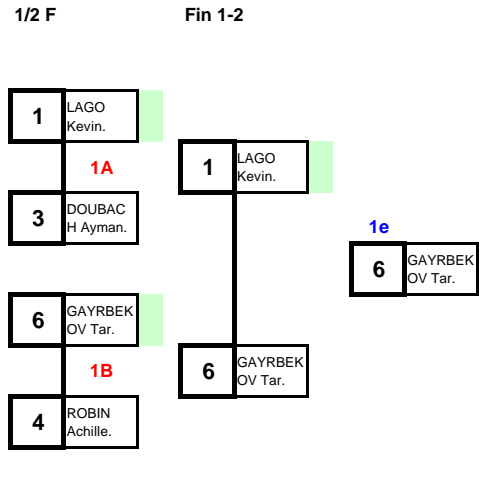 1/2 F
Fin 1-2
1
LAGO
Kevin.
1A
3
DOUBAC
H Ayman.
6
GAYRBEK
OV Tar.
1B
4
ROBIN
Achille.
1
LAGO
Kevin.
6
GAYRBEK
OV Tar.
1e
6
GAYRBEK
OV Tar.